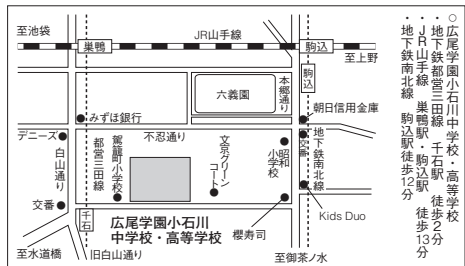 ○広尾学園小石川中学校・高等学校
・地下鉄都営三田線 千石駅 徒歩2分
・JR山手線 巣鴨駅・駒込駅 徒歩13分
・地下鉄南北線 駒込駅徒歩12分
至池袋
JR山手線
巣鴨
駒込
至上野
駒込
本郷通り
六義園
みずほ銀行
朝日信用金庫
デニーズ
不忍通り
交番
地下鉄南北線
白山通り
都営三田線
駕籠町小学校
文京グリーンコート
昭和小学校
交番
千石
Kids Duo
広尾学園小石川
中学校・高等学校
櫻寿司
至水道橋
旧白山通り
至御茶ノ水